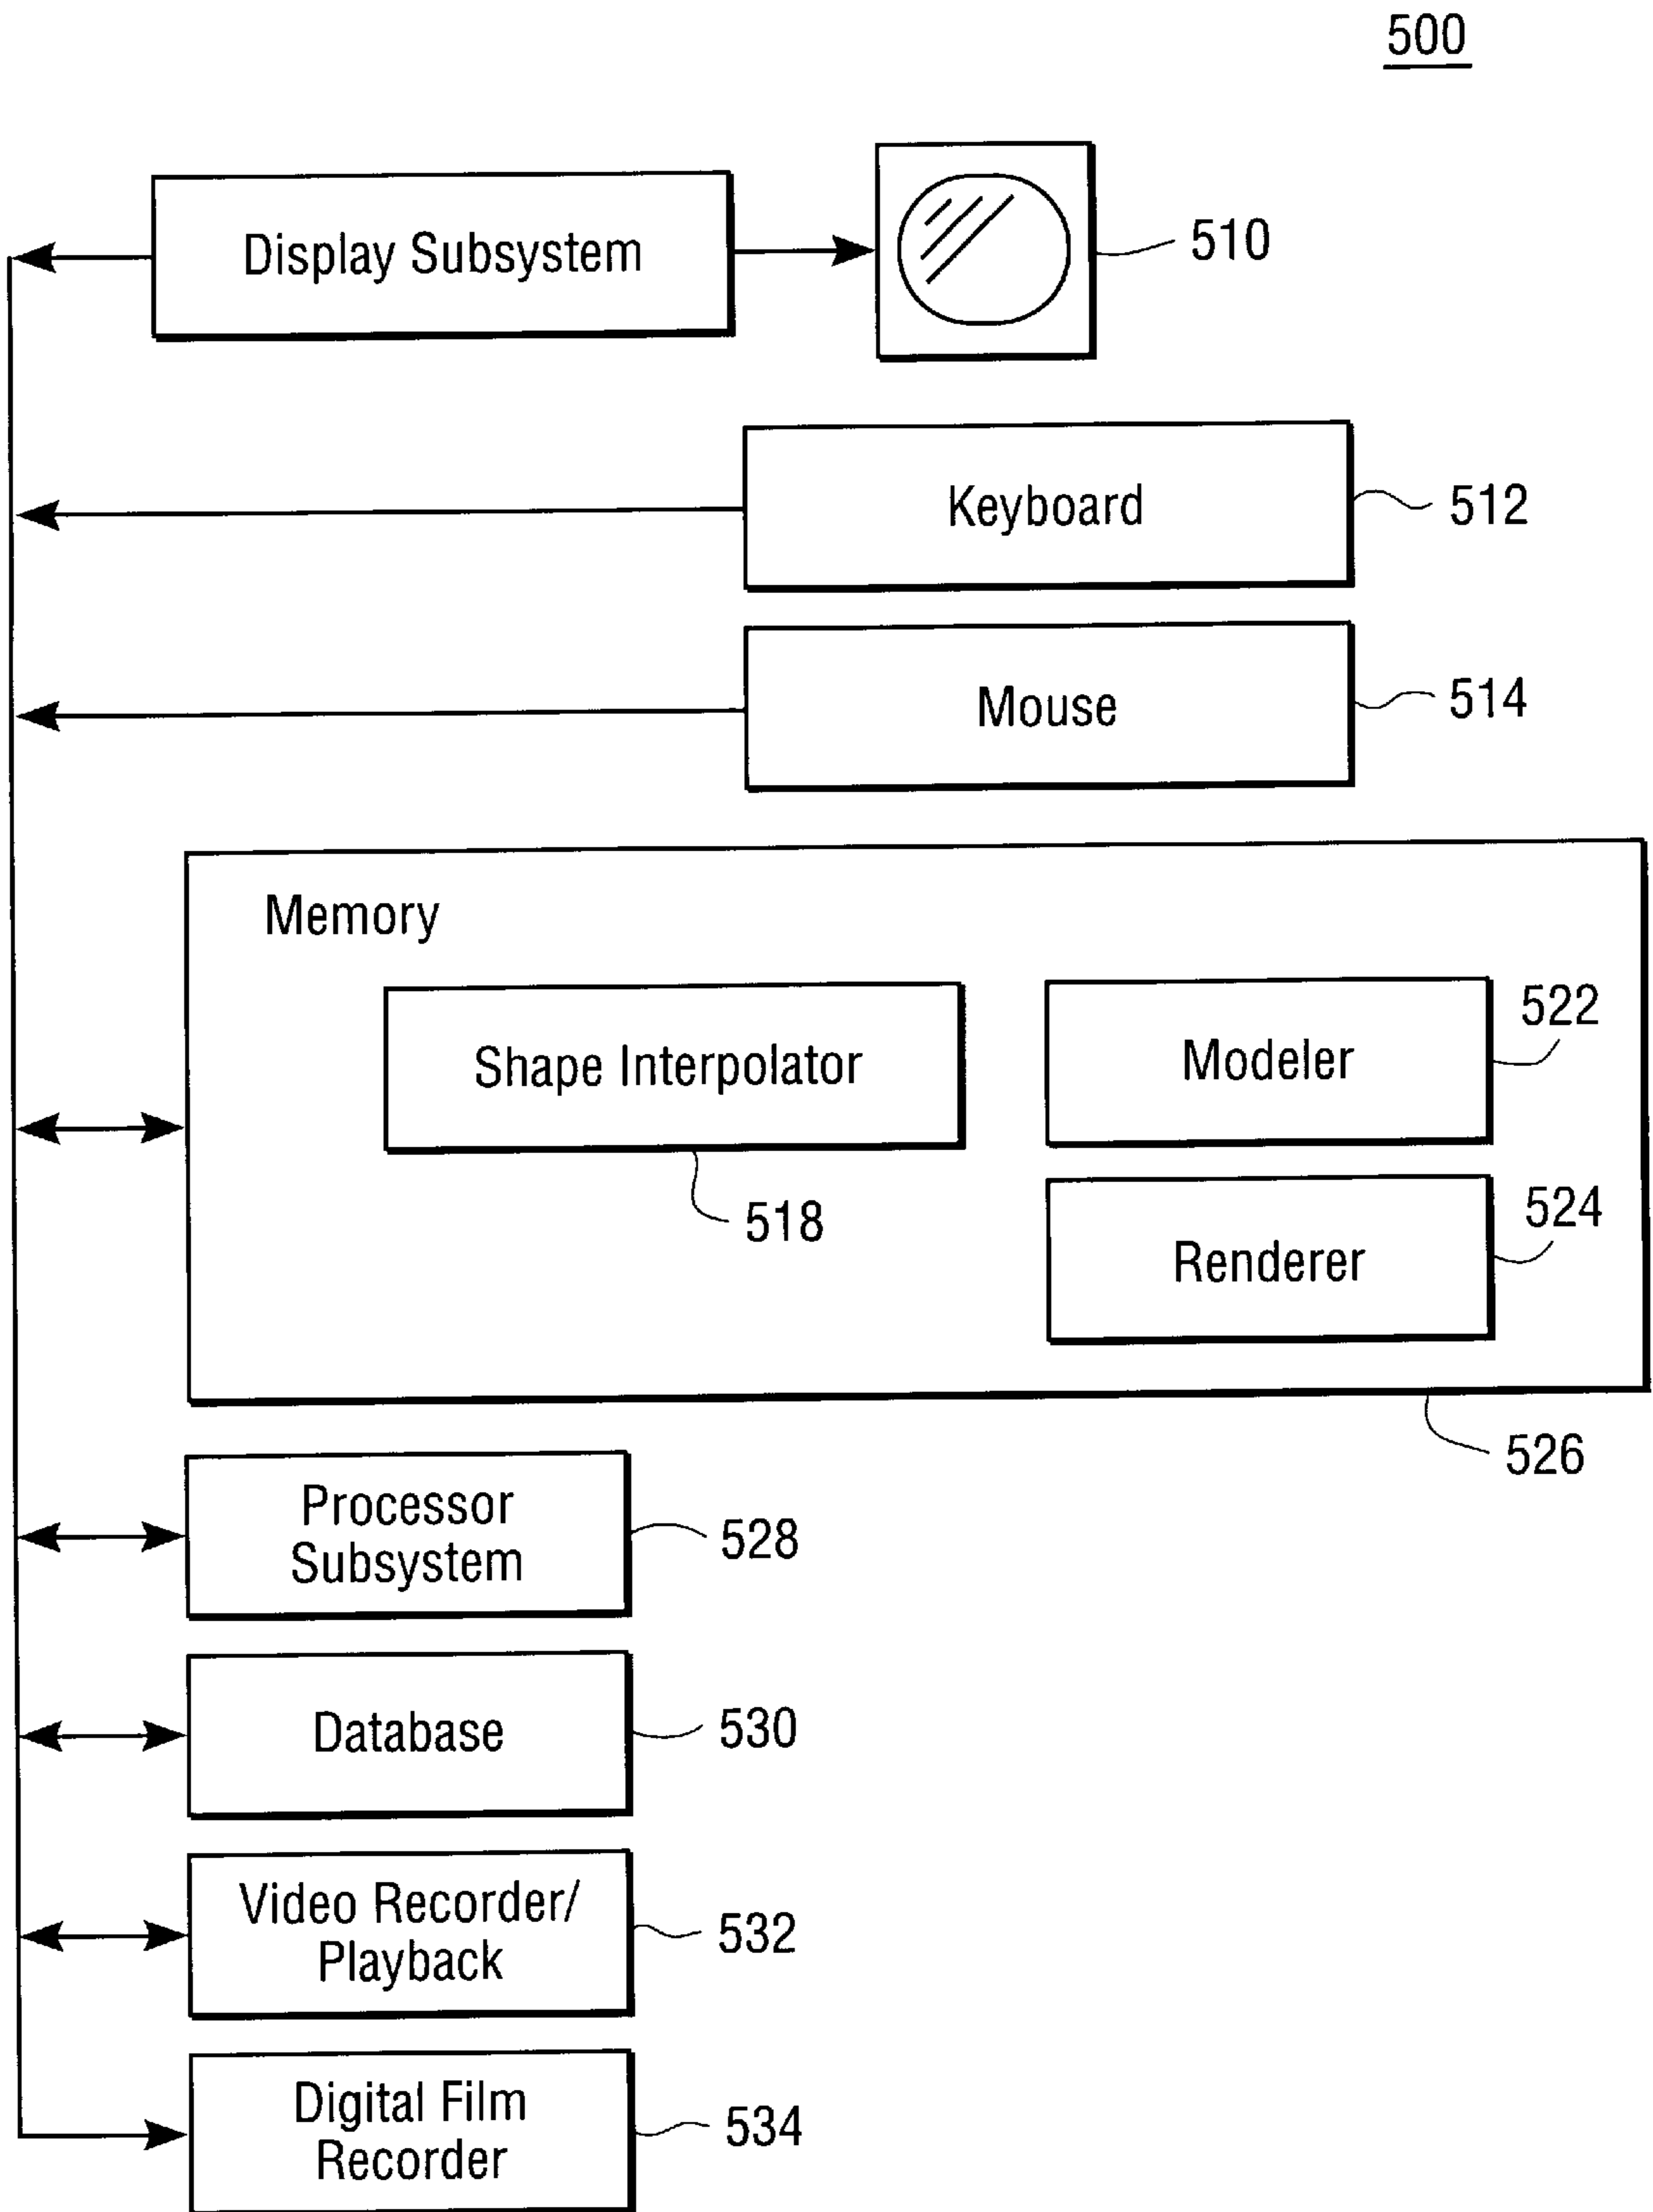 500
Display Subsystem
510
Keyboard
512
Mouse
514
Memory
Shape Interpolator
518
Modeler
522
Renderer
524
526
Processor
Subsystem
528
Database
530
Video Recorder/
Playback
532
Digital Film
Recorder
534